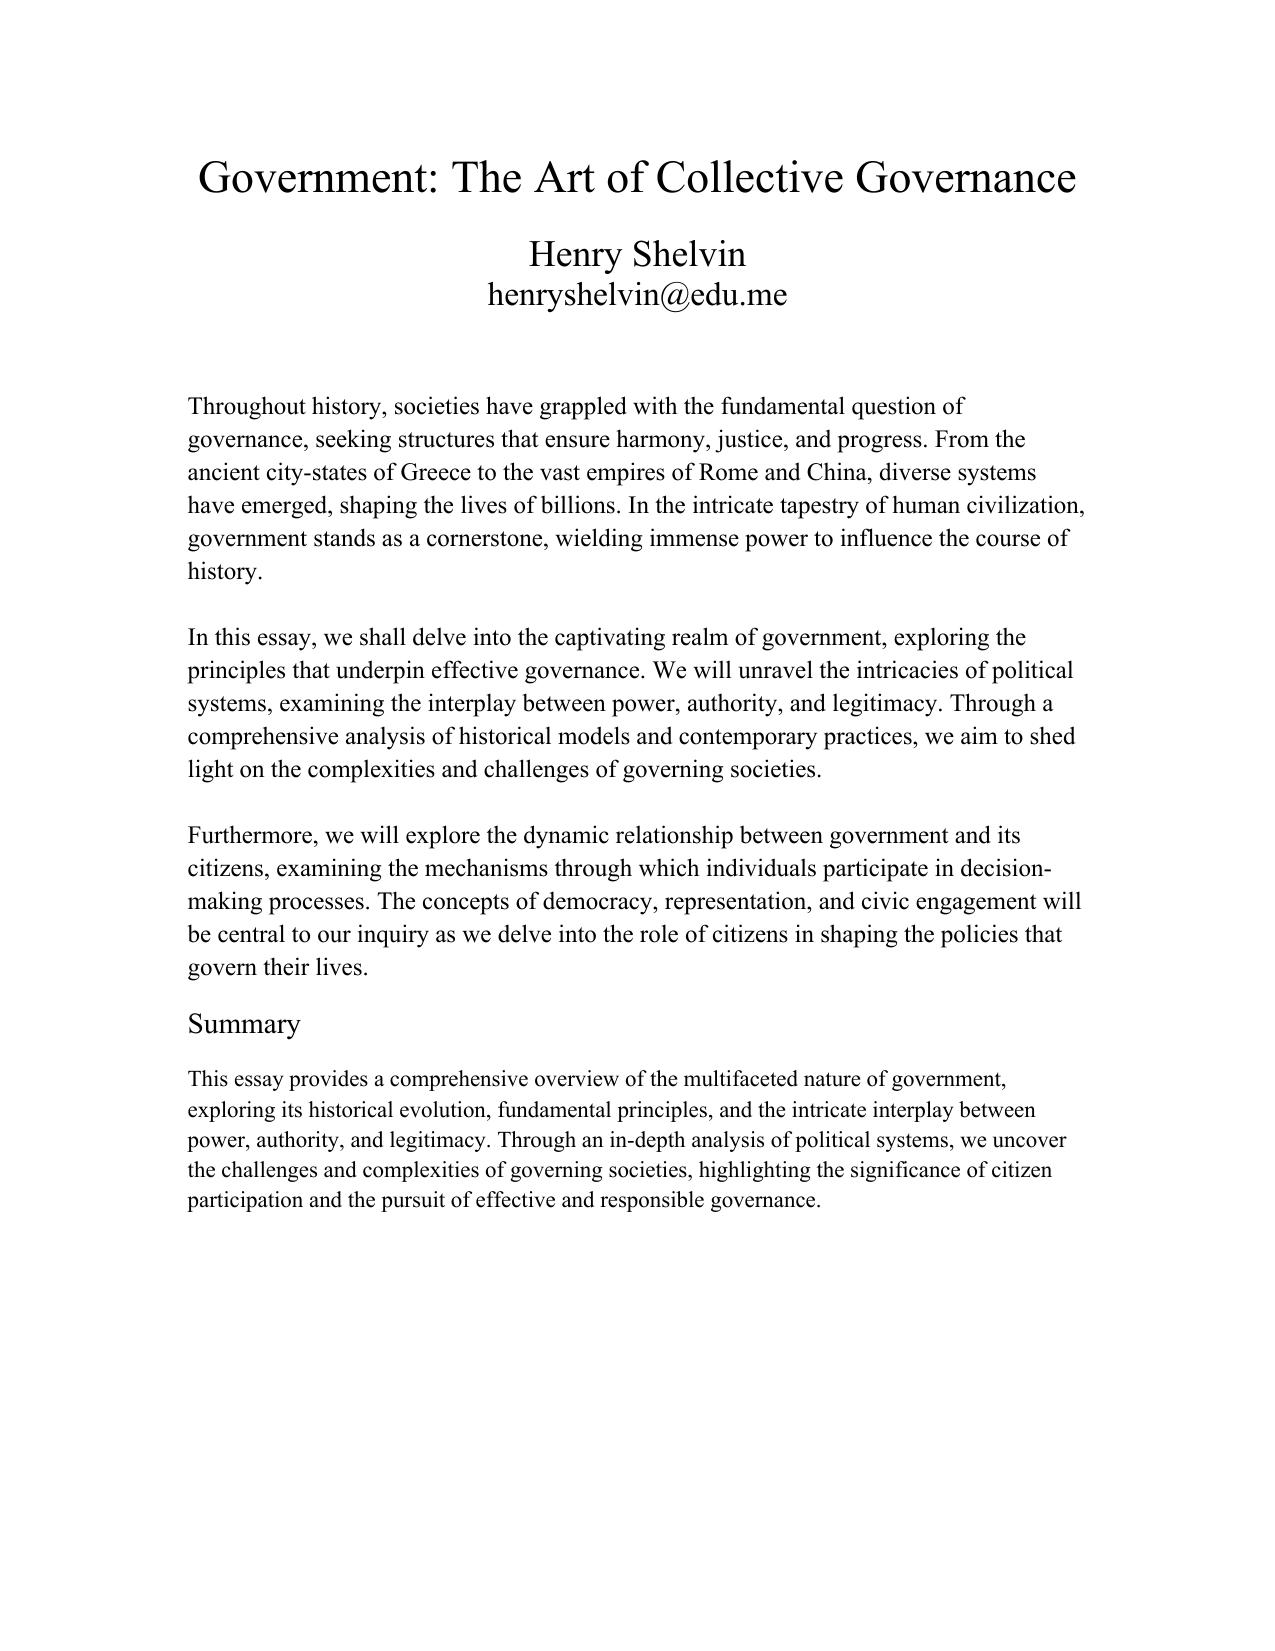 Government: The Art of Collective Governance
Henry Shelvin
henryshelvin@edu.me
Throughout history, societies have grappled with the fundamental question of
governance, seeking structures that ensure harmony, justice, and progress. From the
ancient city-states of Greece to the vast empires of Rome and China, diverse systems
have emerged, shaping the lives of billions. In the intricate tapestry of human civilization,
government stands as a cornerstone, wielding immense power to influence the course of
history.
In this essay, we shall delve into the captivating realm of government, exploring the
principles that underpin effective governance. We will unravel the intricacies of political
systems, examining the interplay between power, authority, and legitimacy. Through a
comprehensive analysis of historical models and contemporary practices, we aim to shed
light on the complexities and challenges of governing societies.
Furthermore, we will explore the dynamic relationship between government and its
citizens, examining the mechanisms through which individuals participate in decision-
making processes. The concepts of democracy, representation, and civic engagement will
be central to our inquiry as we delve into the role of citizens in shaping the policies that
govern their lives.
Summary
This essay provides a comprehensive overview of the multifaceted nature of government,
exploring its historical evolution, fundamental principles, and the intricate interplay between
power, authority, and legitimacy. Through an in-depth analysis of political systems, we uncover
the challenges and complexities of governing societies, highlighting the significance of citizen
participation and the pursuit of effective and responsible governance.